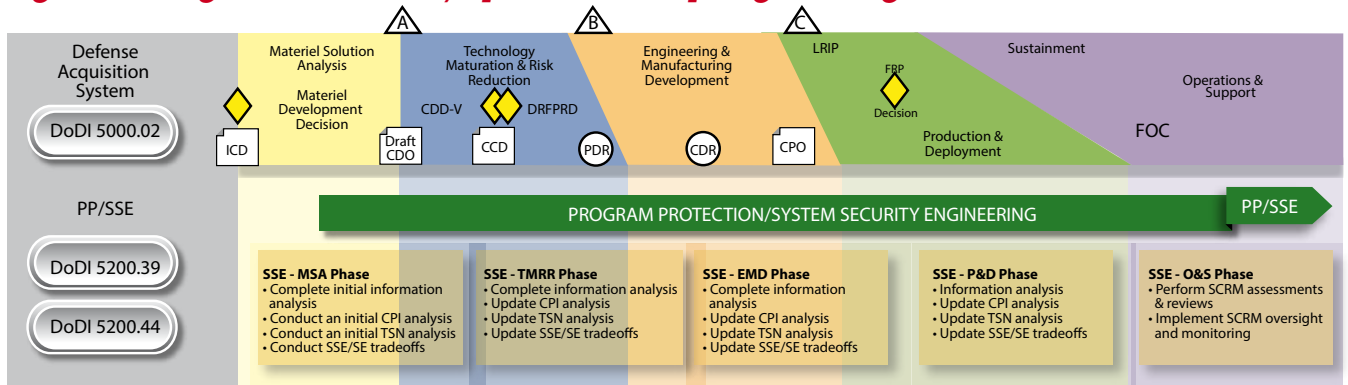 A
B
C
Defense
Acquisition
System
DoDI 5000.02
Materiel Solution
Analysis
Materiel
Development
Decision
ICD
Draft
CDO
Technology
Maturation & Risk
Reduction
CDD-V
DRFPRD
CCD
PDR
Engineering &
Manufacturing
Development
CDR
CPO
LRIP
FRP
Decision
Production &
Deployment
Sustainment
Operations &
Support
FOC
PP/SSE
DoDI 5200.39
DoDI 5200.44
PROGRAM PROTECTION/SYSTEM SECURITY ENGINEERING
PP/SSE
SSE - MSA Phase
• Complete initial information
analysis
• Conduct an initial CPI analysis
• Conduct an initial TSN analysis
• Conduct SSE/SE tradeoffs
SSE - TMRR Phase
• Complete information analysis
• Update CPI analysis
• Update TSN analysis
• Update SSE/SE tradeoffs
SSE - EMD Phase
• Complete information
analysis
• Update CPI analysis
• Update TSN analysis
• Update SSE/SE tradeoffs
SSE - P&D Phase
• Information analysis
• Update CPI analysis
• Update TSN analysis
• Update SSE/SE tradeoffs
SSE - O&S Phase
• Perform SCRM assessments
& reviews
• Implement SCRM oversight
and monitoring